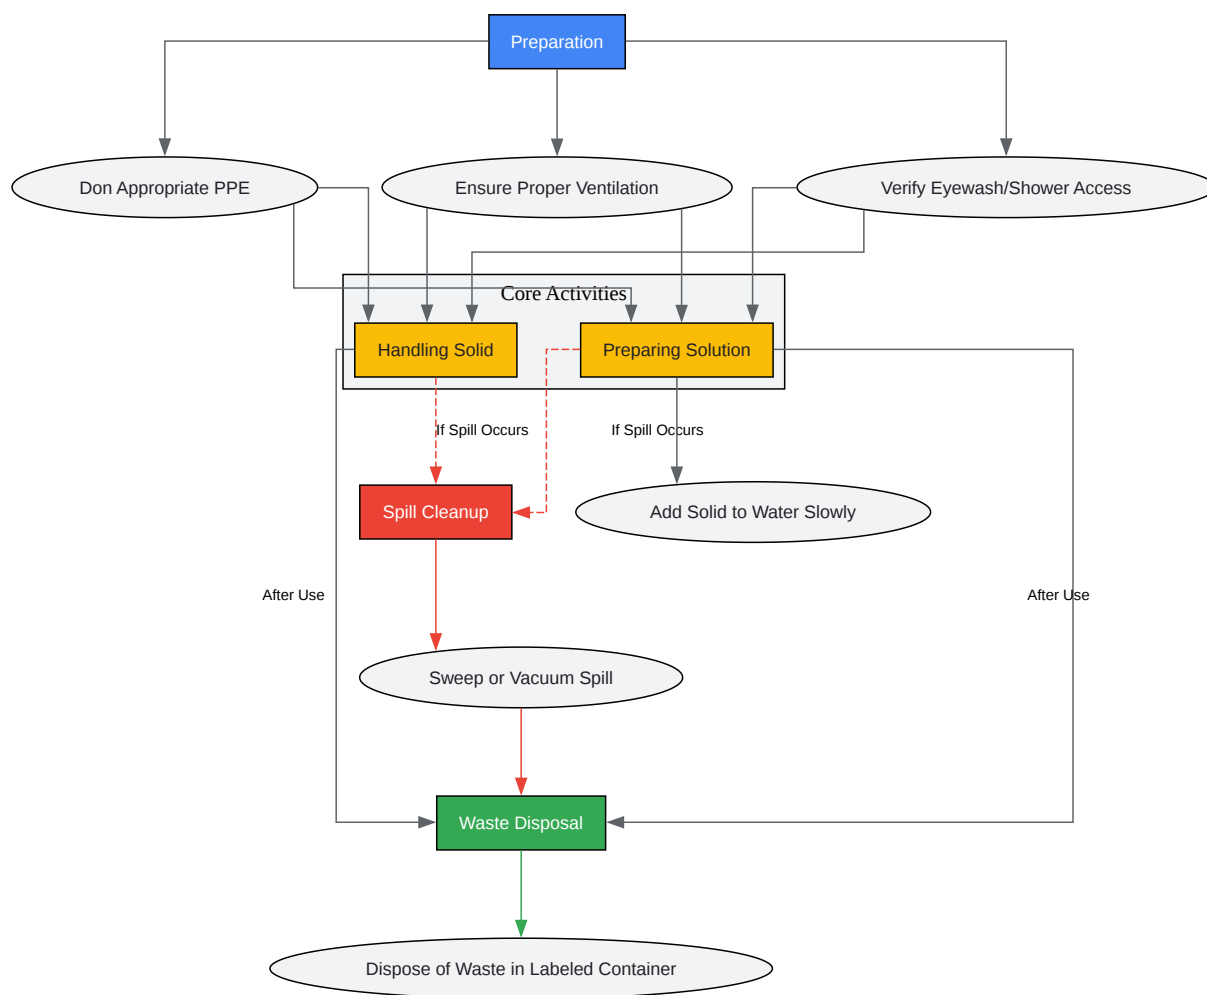 Preparation
Don Appropriate PPE
Ensure Proper Ventilation
Verify Eyewash/Shower Access
Core Activities
Handling Solid
Preparing Solution
If Spill Occurs
If Spill Occurs
Spill Cleanup
Add Solid to Water Slowly
After Use
After Use
Sweep or Vacuum Spill
Waste Disposal
Dispose of Waste in Labeled Container